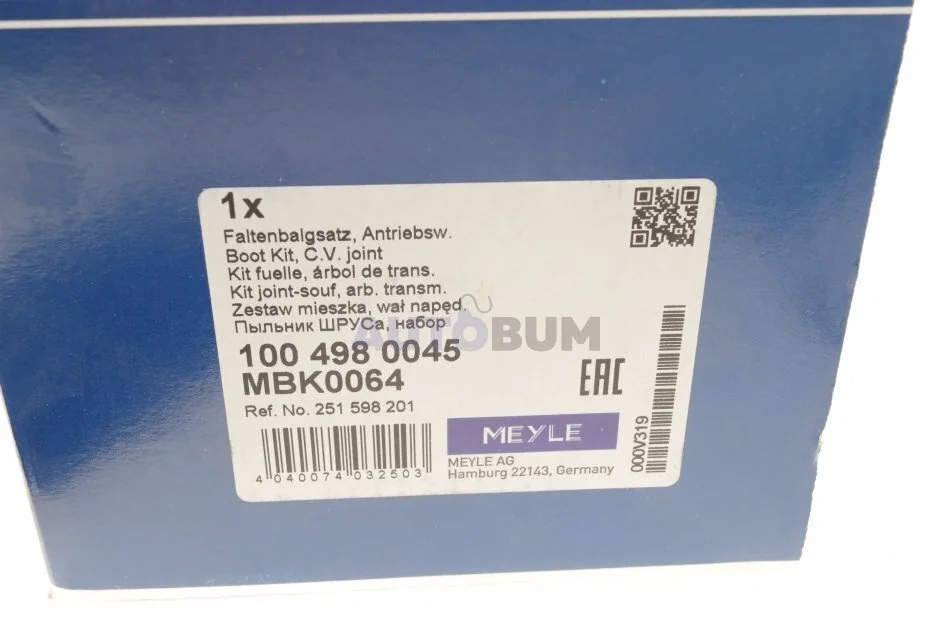 1x
Faltenbalgsatz, Antriebsw.
Boot Kit, C.V. joint
Kit fuelle, árbol de trans.
Kit joint-souf, arb. transm.
Zestaw mieszka, wał napęd.
Пыльник ШРУСа, набор
AUTOBUM
100 498 0045
MBK0064
EAC
Ref. No. 251 598 201
MEYLE
MEYLE AG
Hamburg 22143, Germany
4 040074 032503
000V319